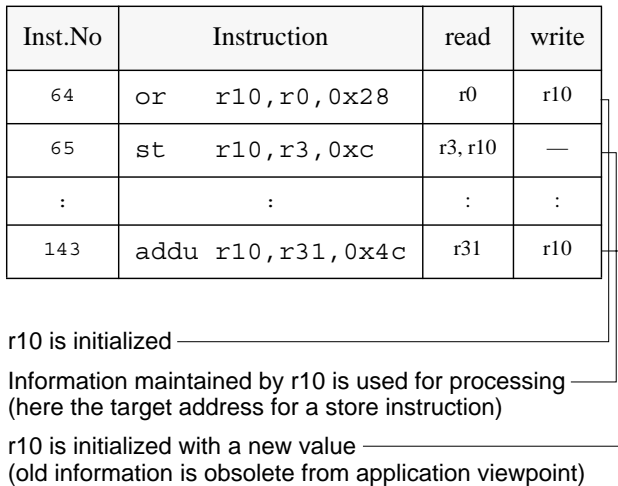 Inst.No Instruction read write
64 or r10,r0,0x28 r0 r10
65 st r10,r3,0xc r3, r10 —
: : : :
143 addu r10,r31,0x4c r31 r10
r10 is initialized
Information maintained by r10 is used for processing
(here the target address for a store instruction)
r10 is initialized with a new value
(old information is obsolete from application viewpoint)